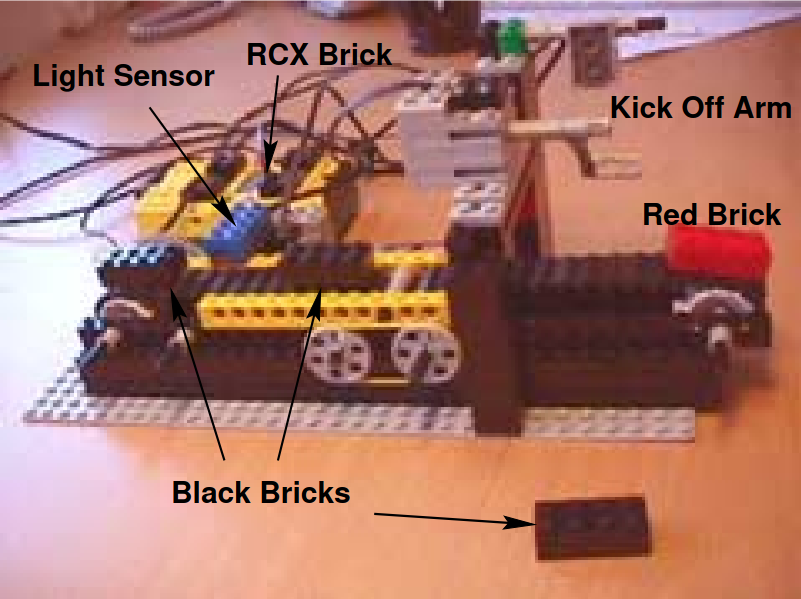 RCX Brick
Light Sensor
Kick Off Arm
Red Brick
Black Bricks